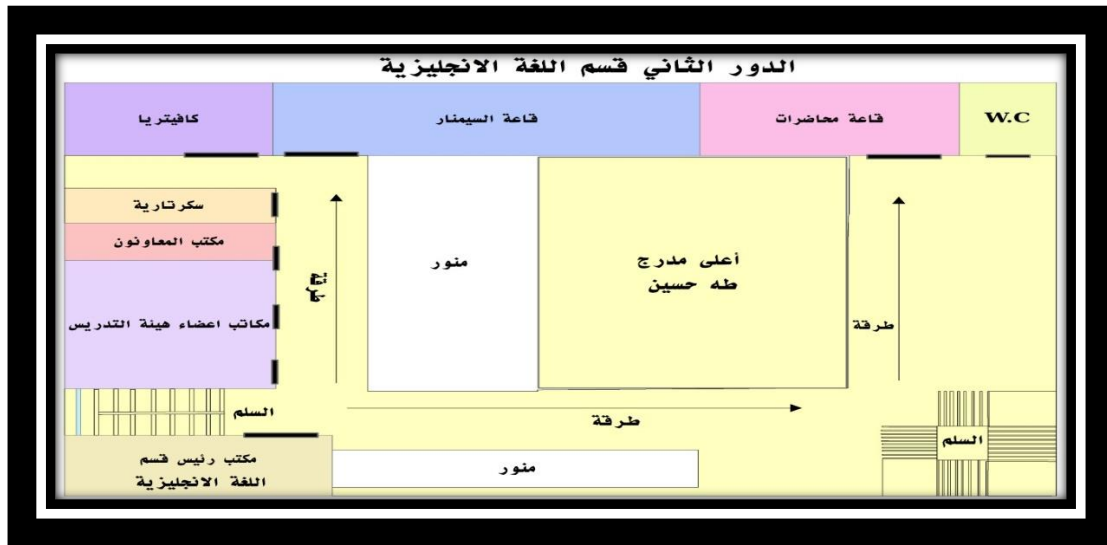 الدور الثاني قسم اللغة الانجليزية
W.C
قاعة محاضرات
قاعة السيمنار
كافيتريا
سكرتارية
مكتب المعاونون
مكاتب اعضاء هيئة التدريس
طرقة
منور
أعلى مدرج
طه حسين
طرقة
السلم
طرقة
السلم
مكتب رئيس قسم
اللغة الانجليزية
منور